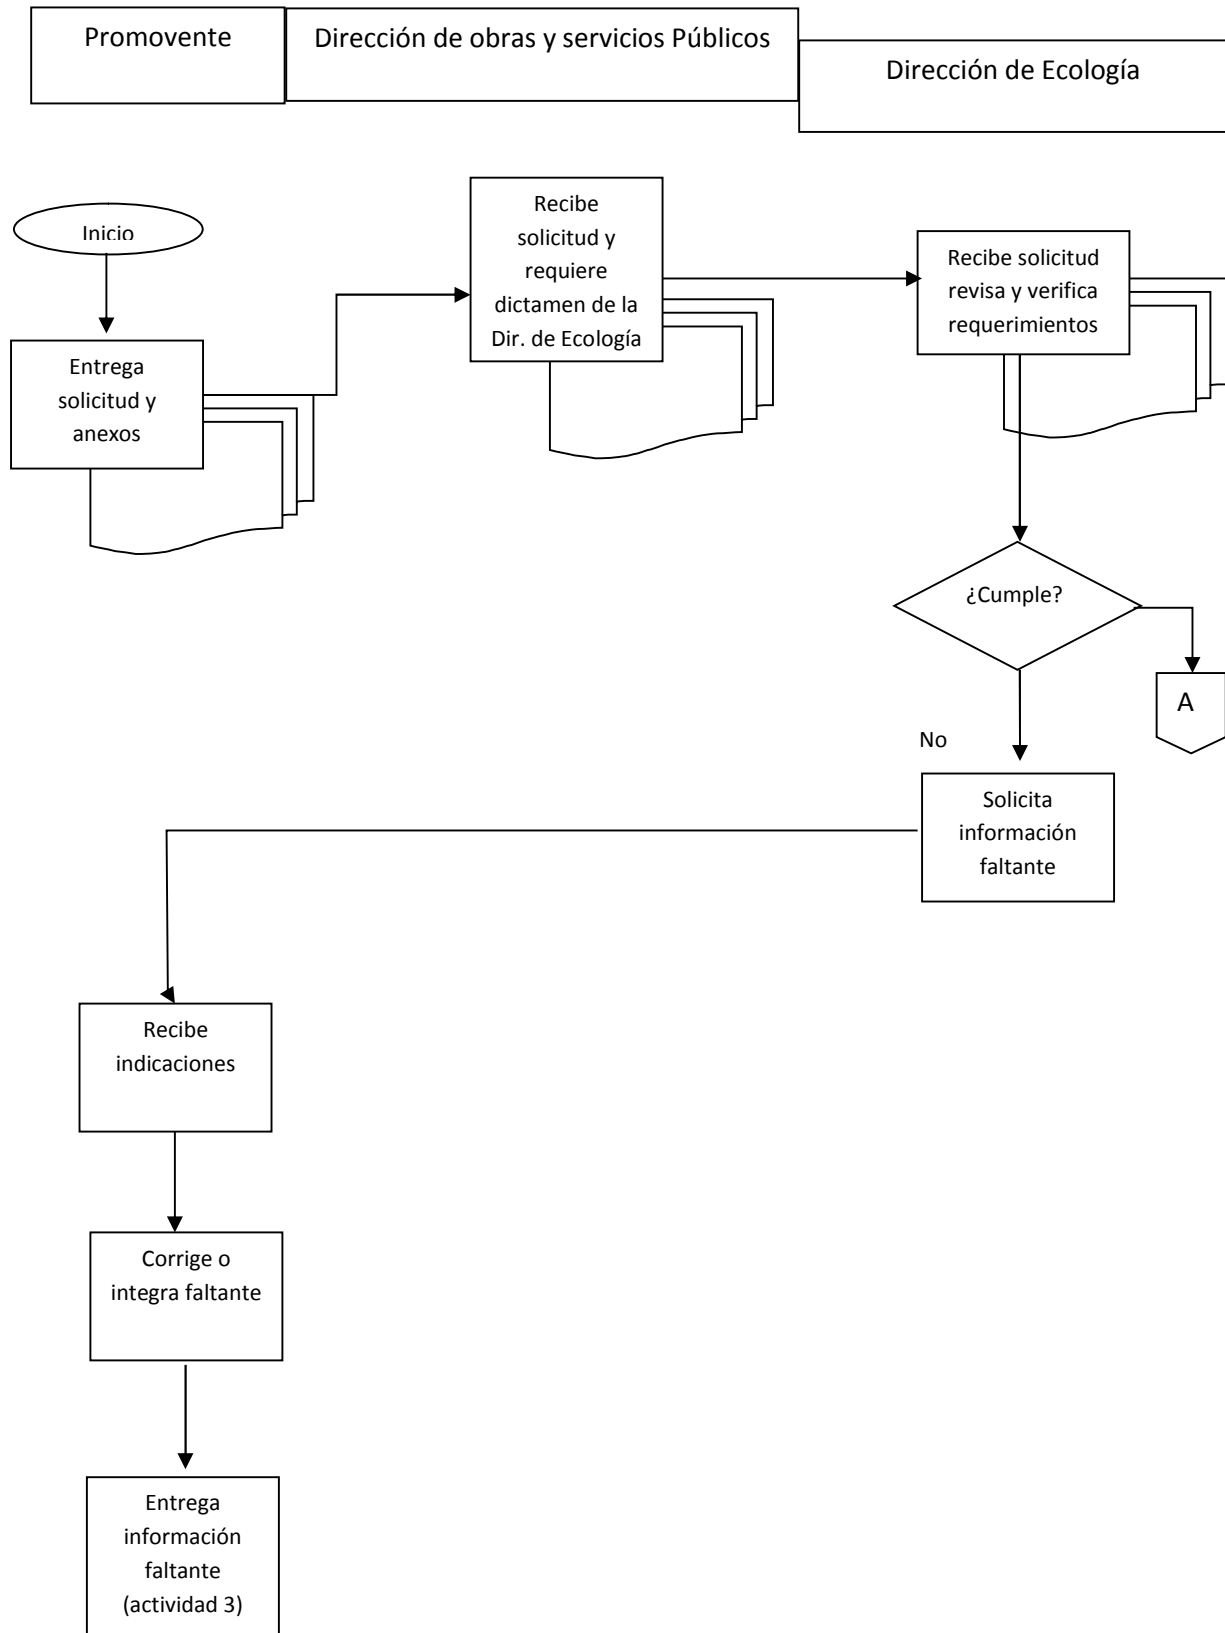 Promovente
Dirección de obras y servicios Públicos
Dirección de Ecología
Inicio
Recibe
solicitud y
requiere
dictamen de la
Dir. de Ecología
Recibe solicitud
revisa y verifica
requerimientos
Entrega
solicitud y
anexos
¿Cumple?
A
No
Solicita
información
faltante
Recibe
indicaciones
Corrige o
integra faltante
Entrega
información
faltante
(actividad 3)